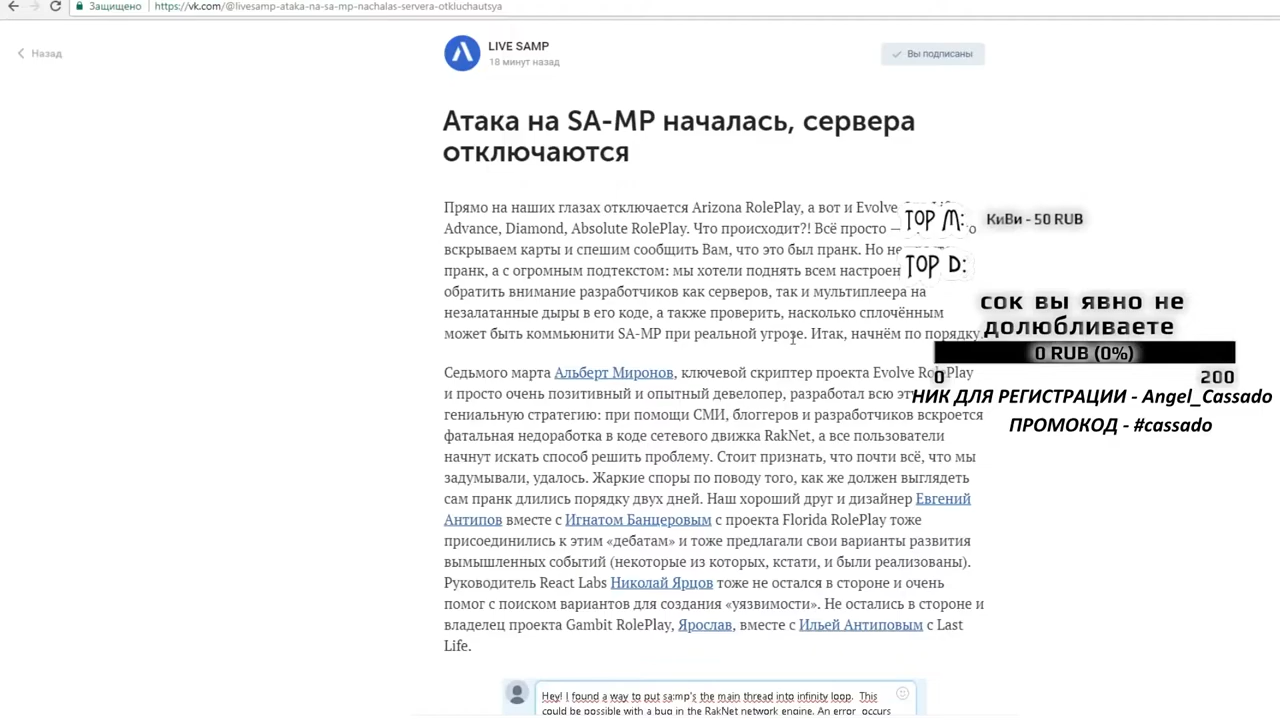 Защищено
https://vk.com/@livesamp-ataka-na-sa-mp-nachalas-servera-otkluchautsya
Назад
LIVE SAMP
18 минут назад
Вы подписаны
Атака на SA-MP началась, сервера
отключаются
Прямо на наших глазах отключается Arizona RolePlay, а вот и Evolve
Advance, Diamond, Absolute RolePlay. Что происходит?! Всё просто —
вскрываем карты и спешим сообщить Вам, что это был пранк. Но не
пранк, а с огромным подтекстом: мы хотели поднять всем
обратить внимание разработчиков как серверов, так и мультиплеера на
незалатанные дыры в его коде, а также проверить, насколько сплочённым
может быть коммьюнити SA-MP при реальной угрозе. Итак, начнём по порядку.
TOP M:
КиВи - 50 RUB
TOP D:
сок вы явно не
долюбливаете
0 RUB (0%)
0
200
НИК ДЛЯ РЕГИСТРАЦИИ - Angel_Cassado
ПРОМОКОД - #cassado
Седьмого марта Альберт Миронов, ключевой скриптер проекта Evolve RolePlay
и просто очень позитивный и опытный девелопер, разработал всю
гениальную стратегию: при помощи СМИ, блоггеров и разработчиков вскроется
фатальная недоработка в коде сетевого движка RakNet, а все пользователи
начнут искать способ решить проблему. Стоит признать, что почти всё, что мы
задумывали, удалось. Жаркие споры по поводу того, как же должен выглядеть
сам пранк длились порядку двух дней. Наш хороший друг и дизайнер Евгений
Антипов вместе с Игнатом Банцеровым с проекта Florida RolePlay тоже
присоединились к этим «дебатам» и тоже предлагали свои варианты развития
вымышленных событий (некоторые из которых, кстати, и были реализованы).
Руководитель React Labs Николай Ярцов тоже не остался в стороне и очень
помог с поиском вариантов для создания «уязвимости». Не остались в стороне и
владелец проекта Gambit RolePlay, Ярослав, вместе с Ильей Антиповым с Last
Life.
Hey! I found a way to put sa:mp's the main thread into infinity loop. This
could be possible with a bug in the RakNet network engine. An error occurs